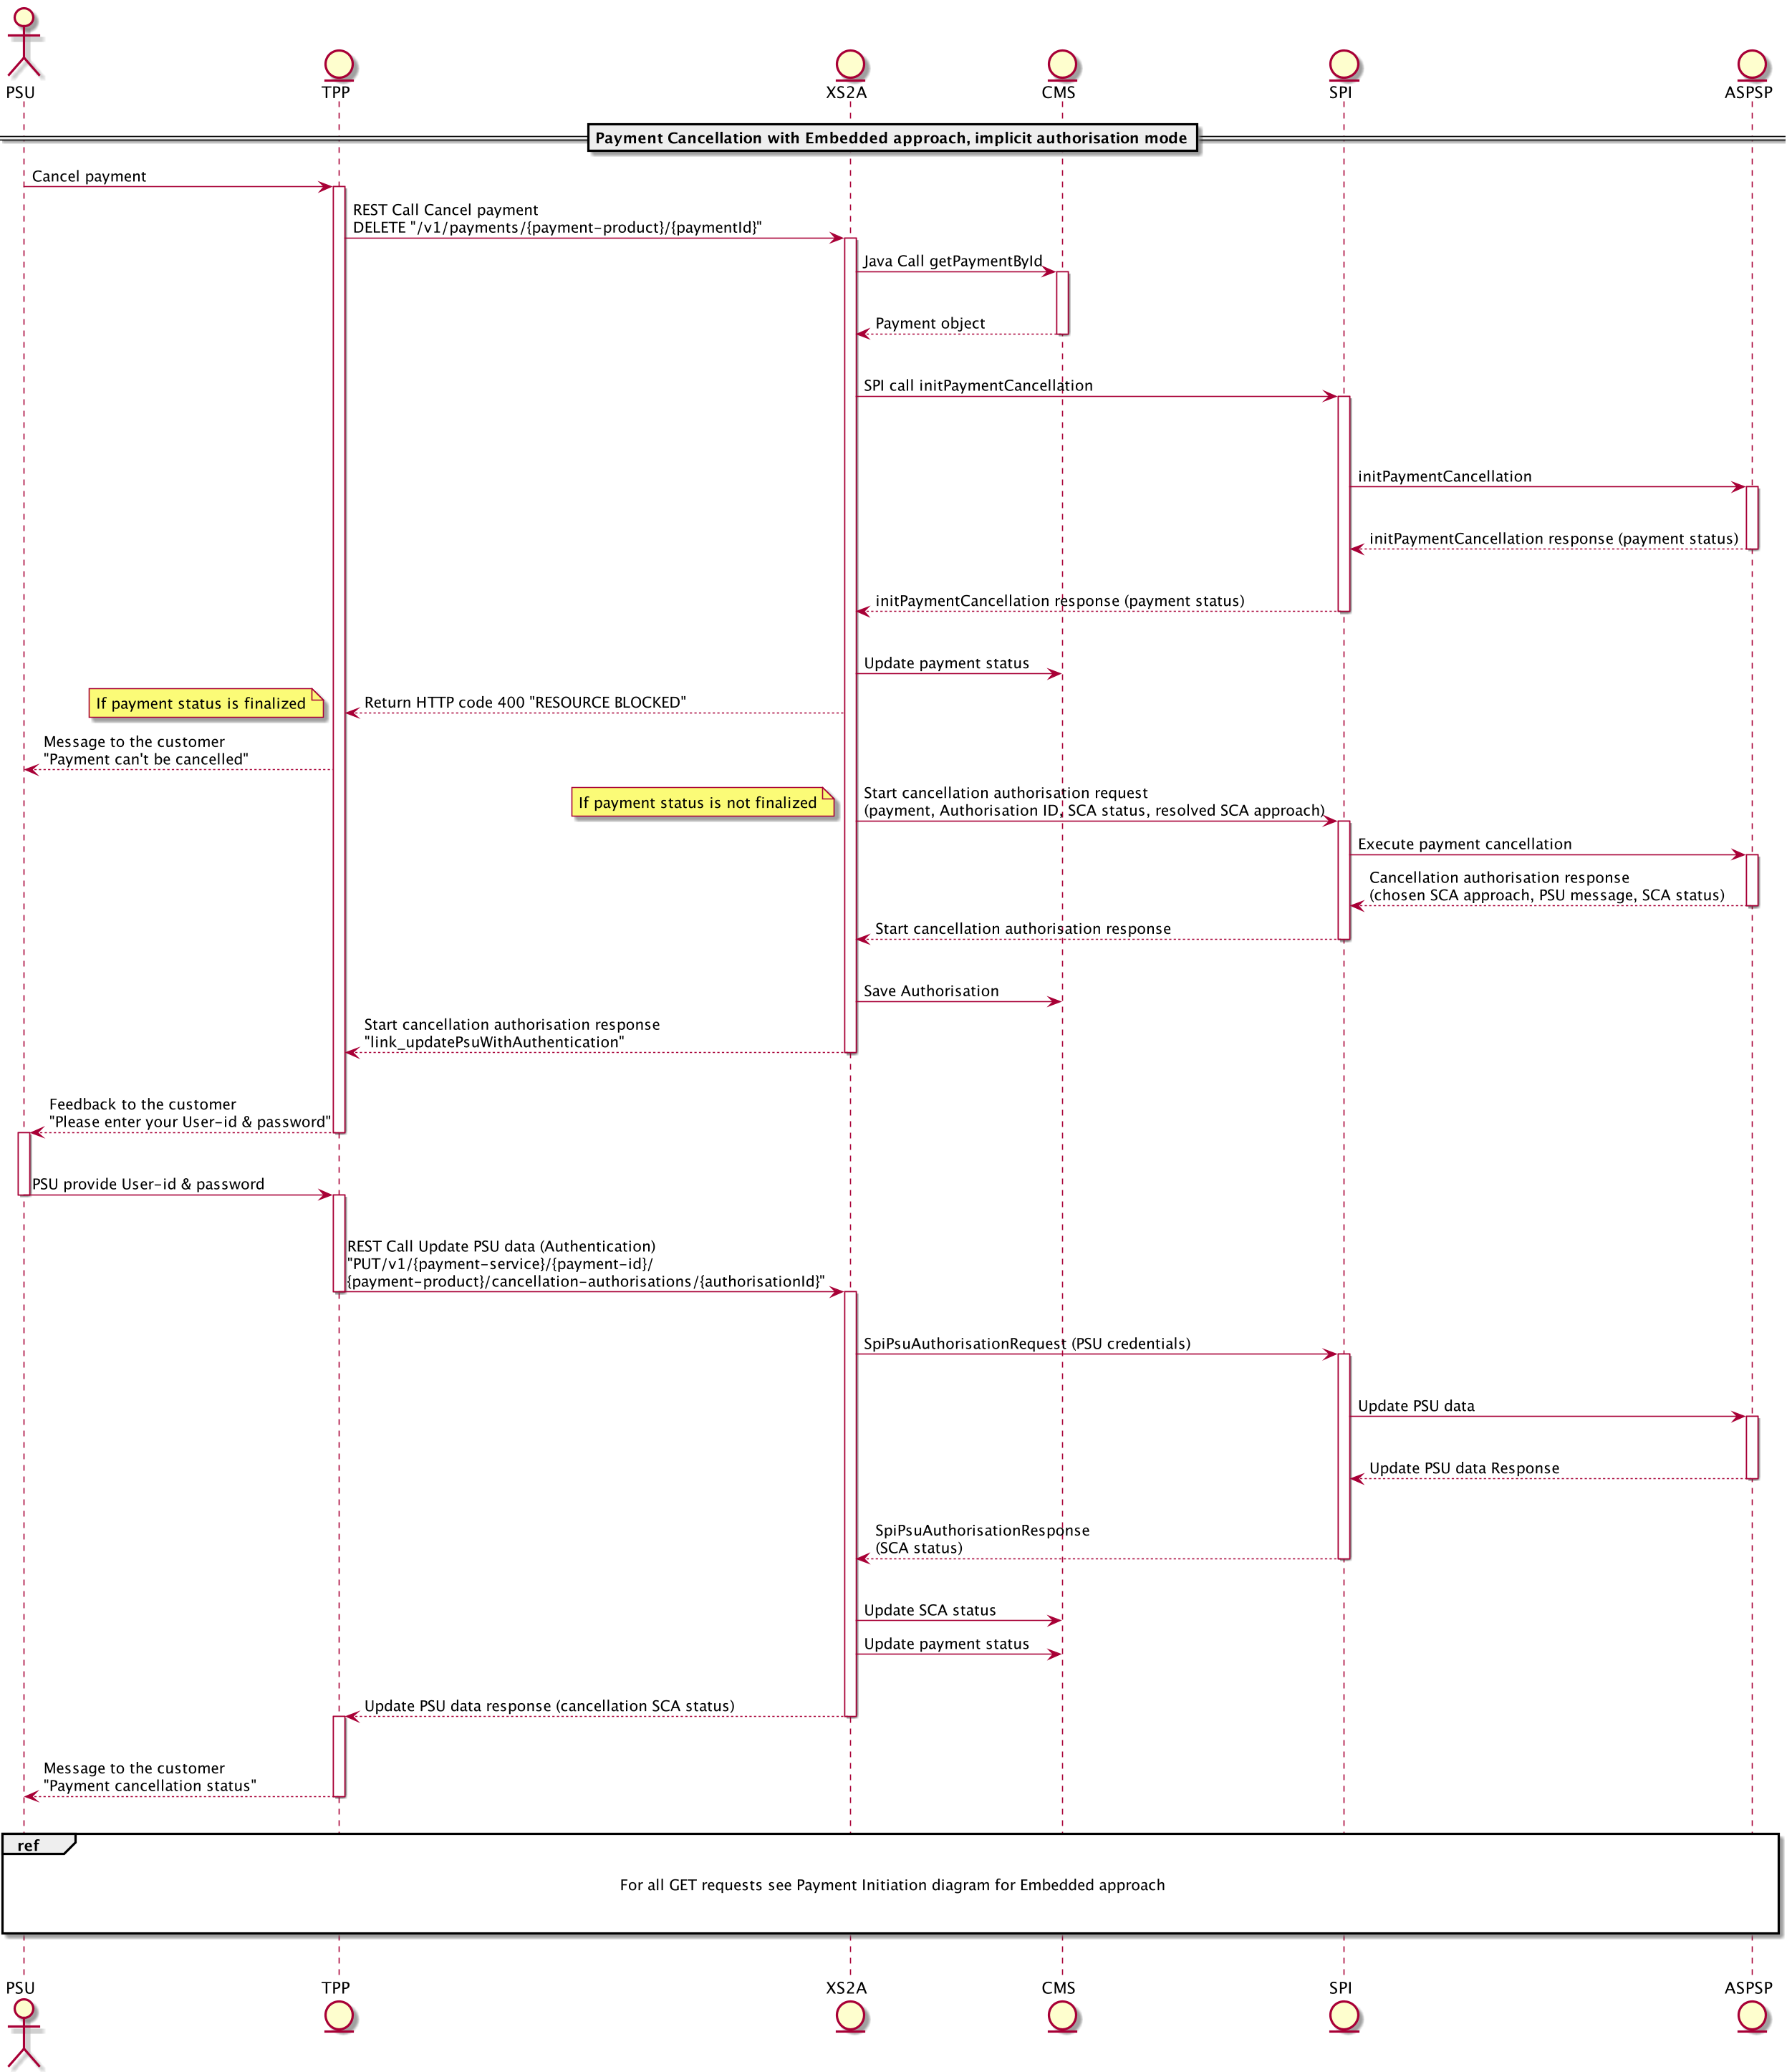 PSU
TPP
XS2A
CMS
SPI
ASPSP
Payment Cancellation with Embedded approach, implicit authorisation mode
Cancel payment
REST Call Cancel payment
DELETE "/v1/payments/{payment-product}/{paymentId}"
Java Call getPaymentById
Payment object
SPI call initPaymentCancellation
initPaymentCancellation
initPaymentCancellation response (payment status)
initPaymentCancellation response (payment status)
Update payment status
If payment status is finalized
Return HTTP code 400 "RESOURCE BLOCKED"
Message to the customer
"Payment can't be cancelled"
If payment status is not finalized
Start cancellation authorisation request
(payment, Authorisation ID, SCA status, resolved SCA approach)
Execute payment cancellation
Cancellation authorisation response
(chosen SCA approach, PSU message, SCA status)
Start cancellation authorisation response
Save Authorisation
Start cancellation authorisation response
"link_updatePsuWithAuthentication"
Feedback to the customer
"Please enter your User-id & password"
PSU provide User-id & password
REST Call Update PSU data (Authentication)
"PUT/v1/{payment-service}/{payment-id}/
{payment-product}/cancellation-authorisations/{authorisationId}"
SpiPsuAuthorisationRequest (PSU credentials)
Update PSU data
Update PSU data Response
SpiPsuAuthorisationResponse
(SCA status)
Update SCA status
Update payment status
Update PSU data response (cancellation SCA status)
Message to the customer
"Payment cancellation status"
ref
For all GET requests see Payment Initiation diagram for Embedded approach
PSU
TPP
XS2A
CMS
SPI
ASPSP